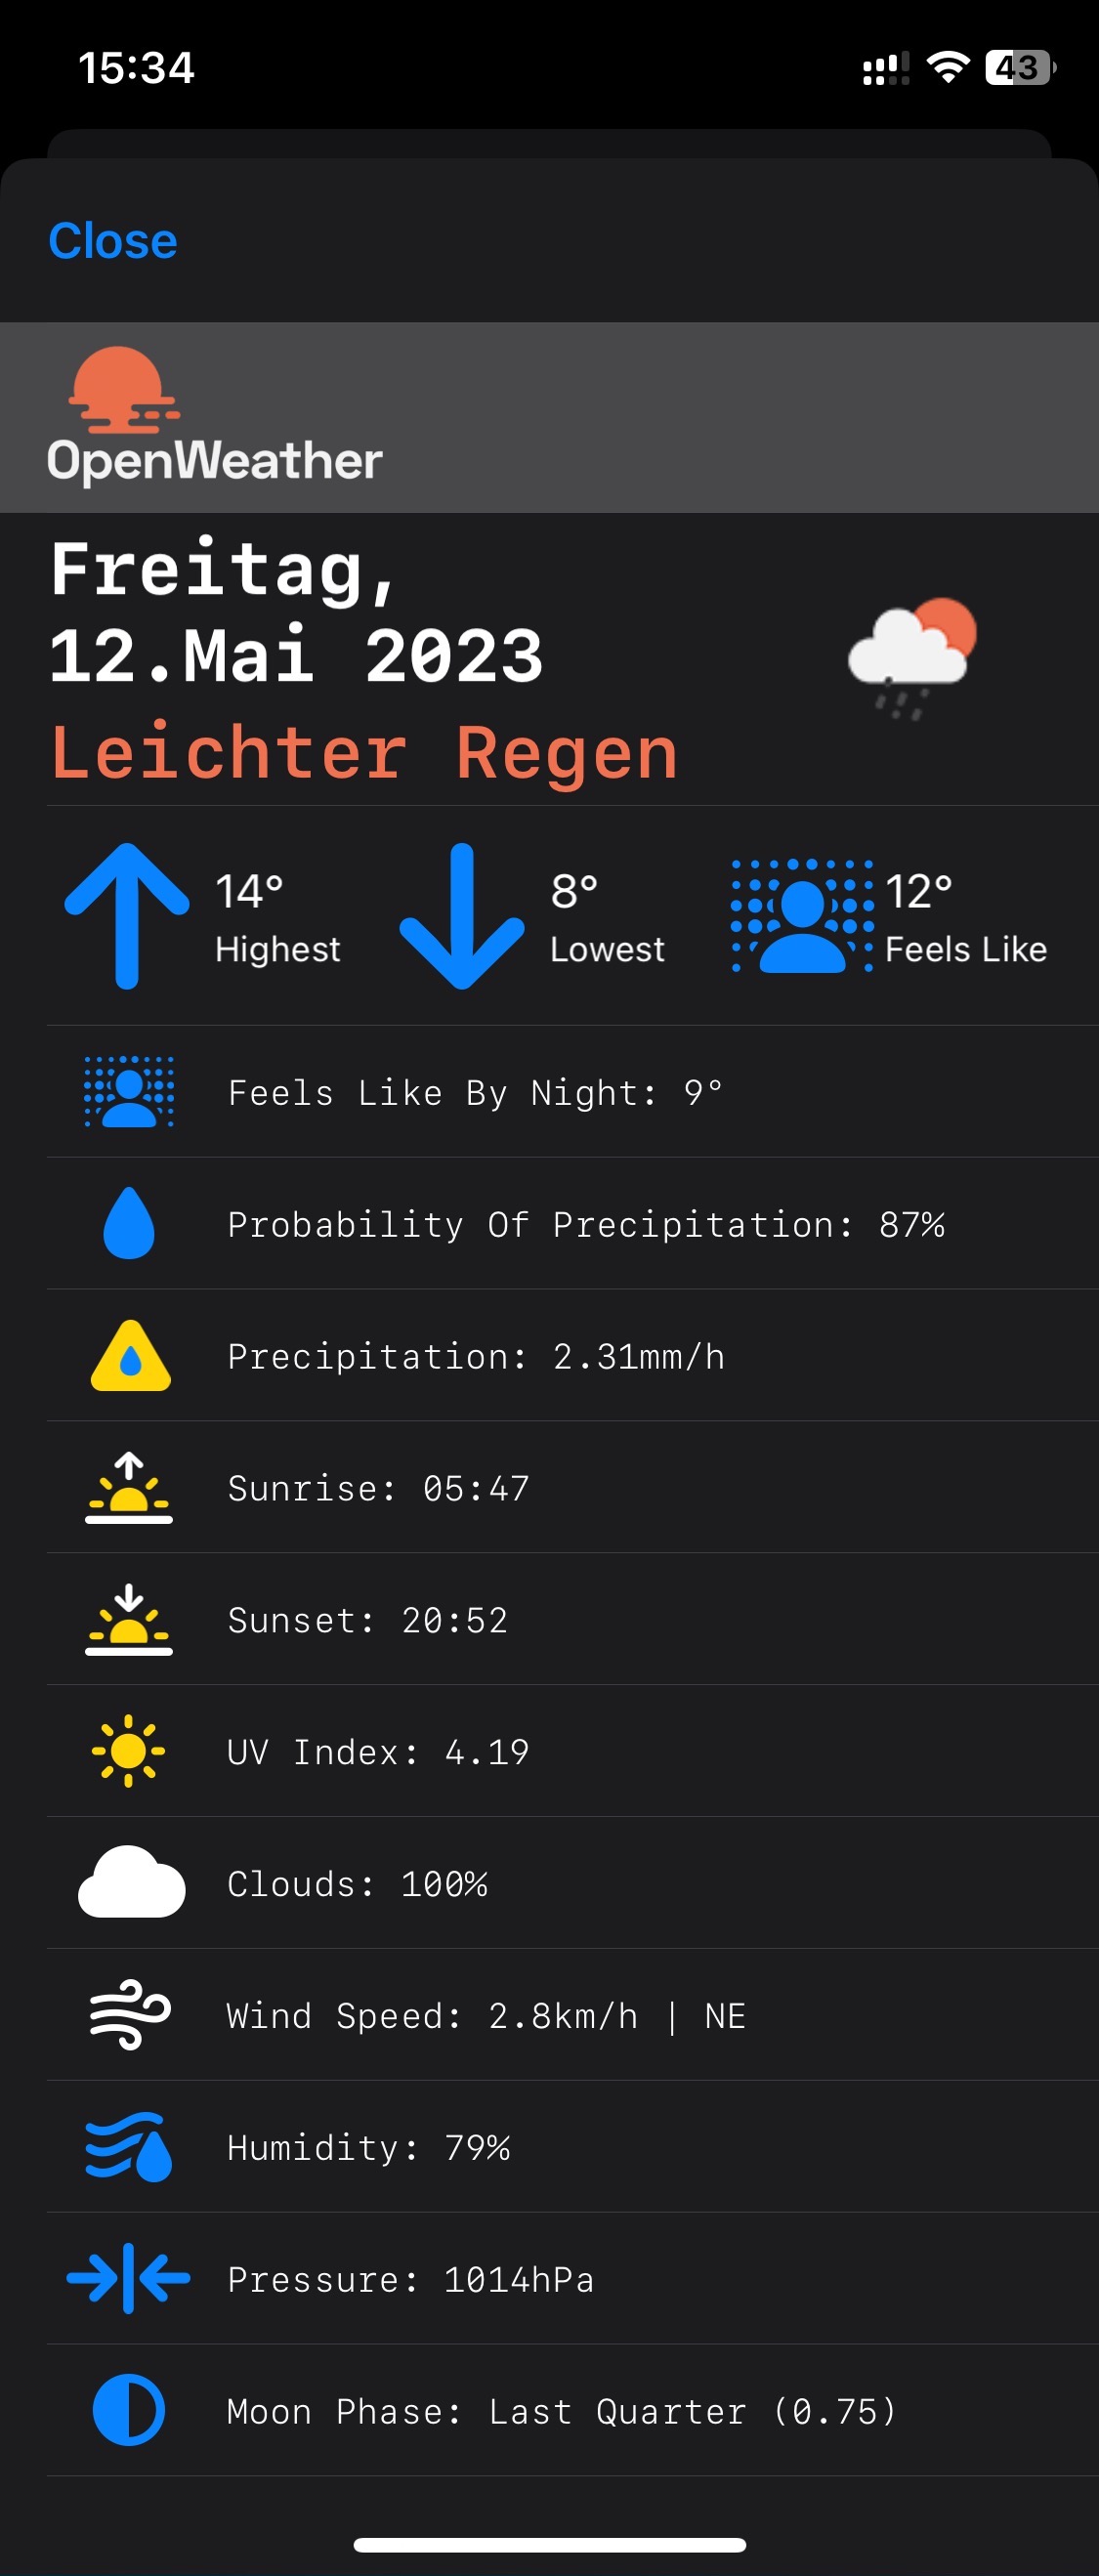 15:34
43
Close
OpenWeather
Freitag,
12.Mai 2023
Leichter Regen
14°
Highest
8°
Lowest
12°
Feels Like
Feels Like By Night: 9°
Probability Of Precipitation: 87%
Precipitation: 2.31mm/h
Sunrise: 05:47
Sunset: 20:52
UV Index: 4.19
Clouds: 100%
Wind Speed: 2.8km/h | NE
Humidity: 79%
Pressure: 1014hPa
Moon Phase: Last Quarter (0.75)